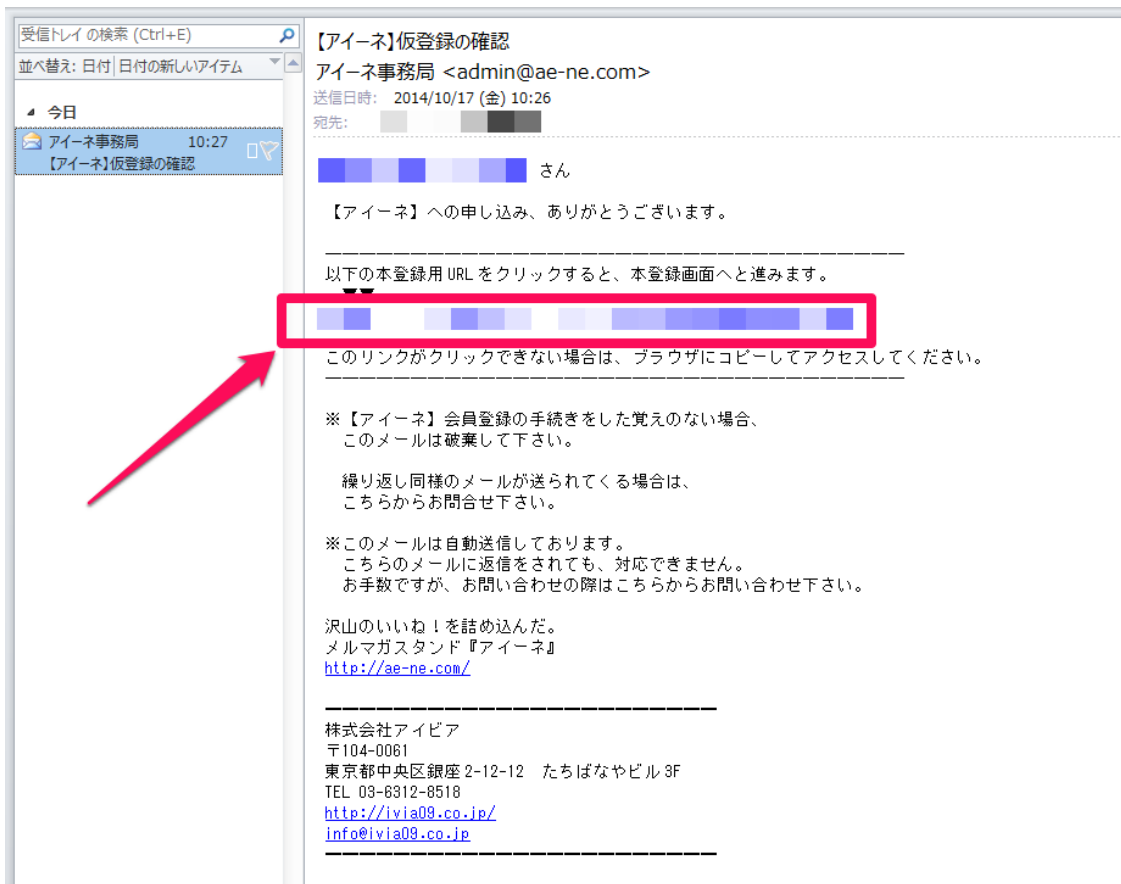 受信トレイ の検索 (Ctrl+E)
並べ替え: 日付 日付の新しいアイテム
今日
アイーネ事務局 10:27
【アイーネ】仮登録の確認
【アイーネ】仮登録の確認
アイーネ事務局 <admin@ae-ne.com>
送信日時: 2014/10/17 (金) 10:26
宛先:
さん
【アイーネ】への申し込み、ありがとうございます。
以下の本登録用URLをクリックすると、本登録画面へと進みます。
▼▼
このリンクがクリックできない場合は、ブラウザにコピーしてアクセスしてください。
※【アイーネ】会員登録の手続きをした覚えのない場合、
このメールは破棄して下さい。
繰り返し同様のメールが送られてくる場合は、
こちらからお問合せ下さい。
※このメールは自動送信しております。
こちらのメールに返信をされても、対応できません。
お手数ですが、お問い合わせの際はこちらからお問い合わせ下さい。
沢山のいいね！を詰め込んだ。
メルマガスタンド『アイーネ』
http://ae-ne.com/
株式会社アイビア
〒104-0061
東京都中央区銀座2-12-12 たちばなやビル3F
TEL 03-6312-8518
http://ivia09.co.jp/
info@ivia09.co.jp